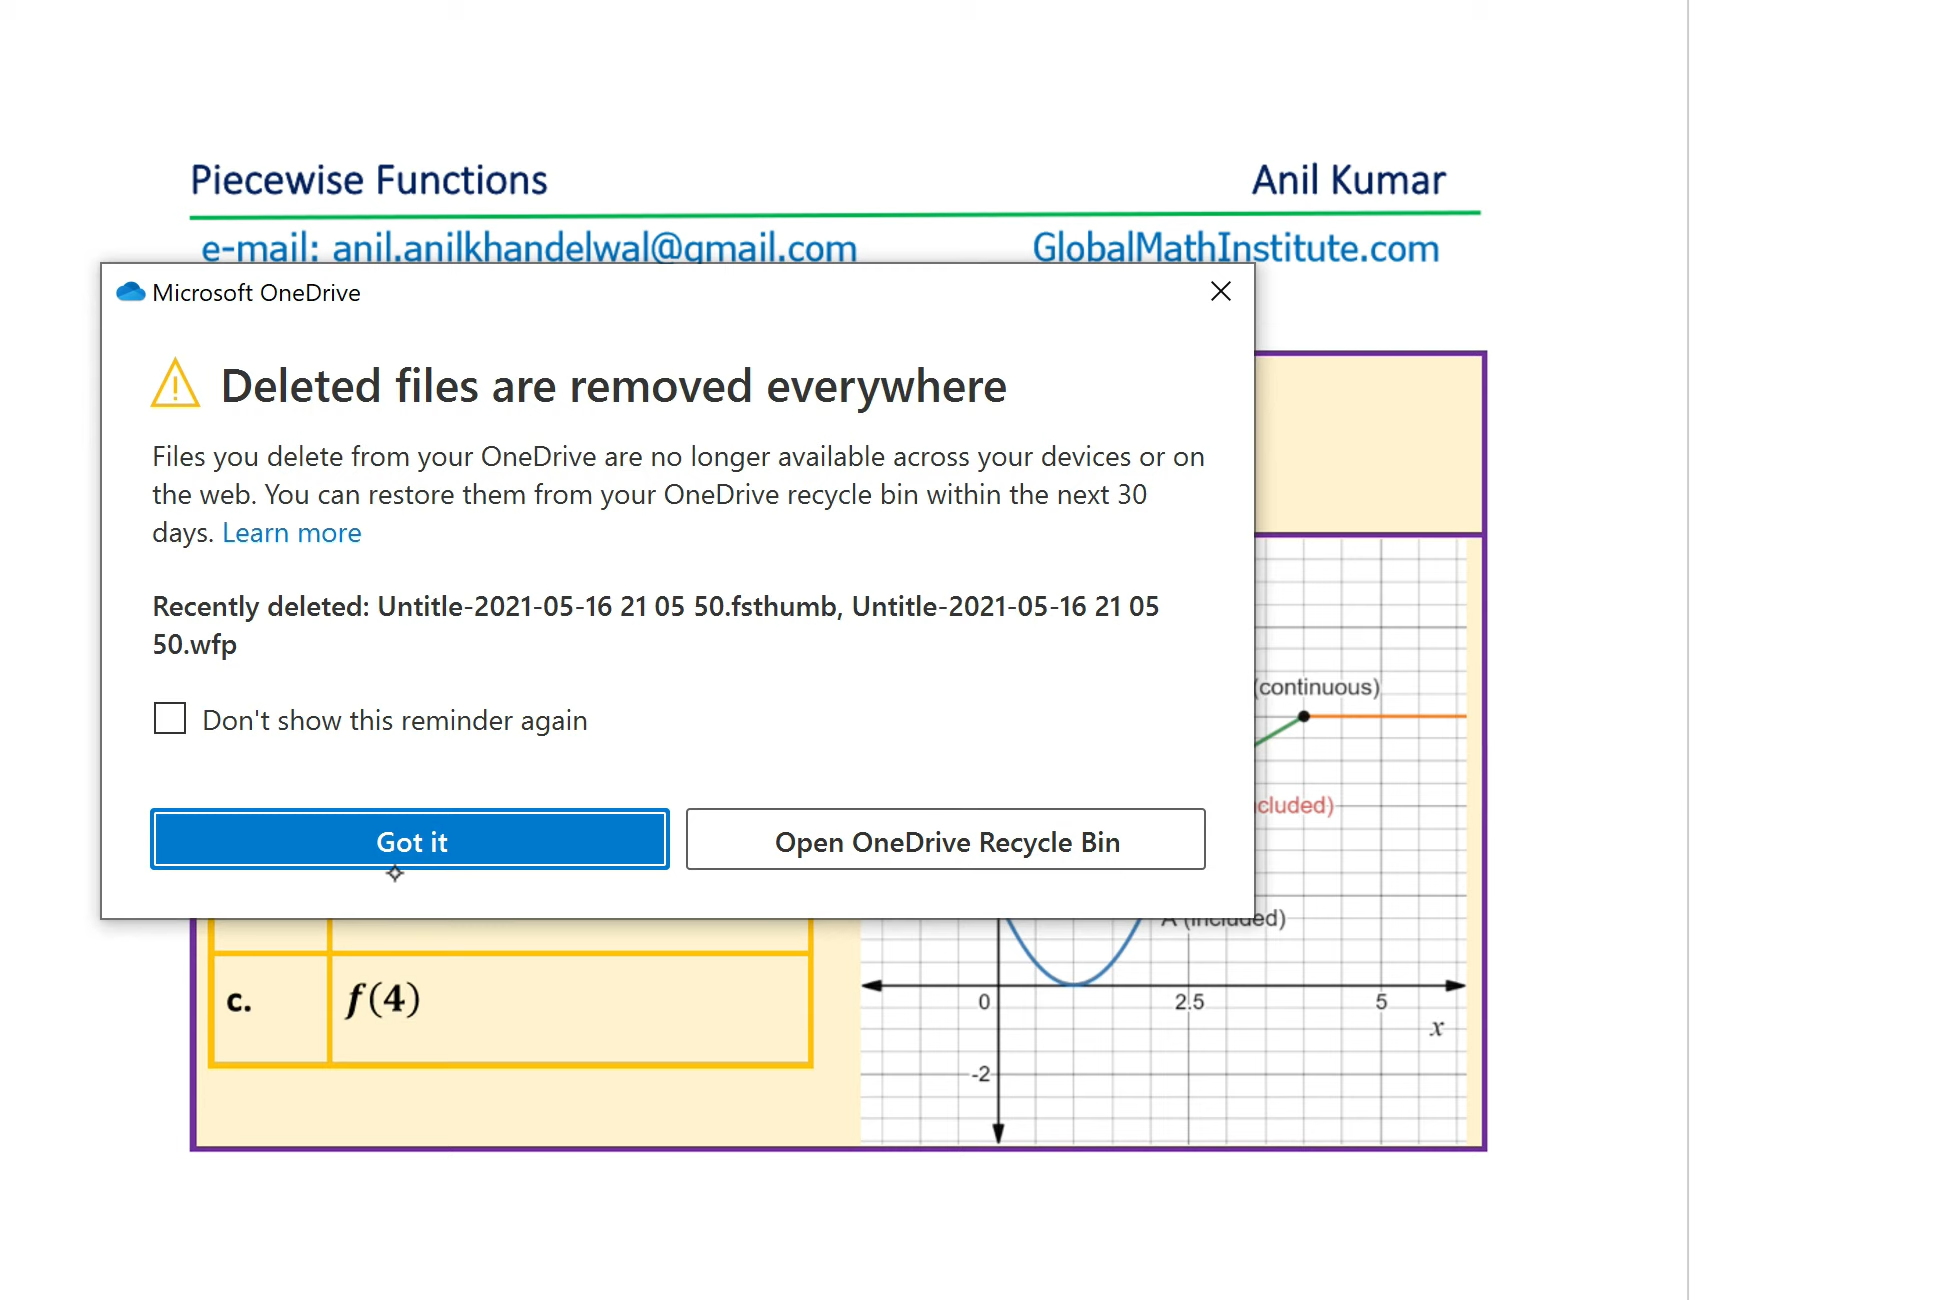 Piecewise Functions
Anil Kumar
e-mail: anil.anilkhandelwal@gmail.com
GlobalMathInstitute.com
Microsoft OneDrive
Deleted files are removed everywhere
Files you delete from your OneDrive are no longer available across your devices or on
the web. You can restore them from your OneDrive recycle bin within the next 30
days. Learn more
Recently deleted: Untitle-2021-05-16 21 05 50.fsthumb, Untitle-2021-05-16 21 05
50.wfp
Don't show this reminder again
Got it
Open OneDrive Recycle Bin
(continuous)
cluded)
A (included)
c.
f(4)
0
2.5
5
x
-2